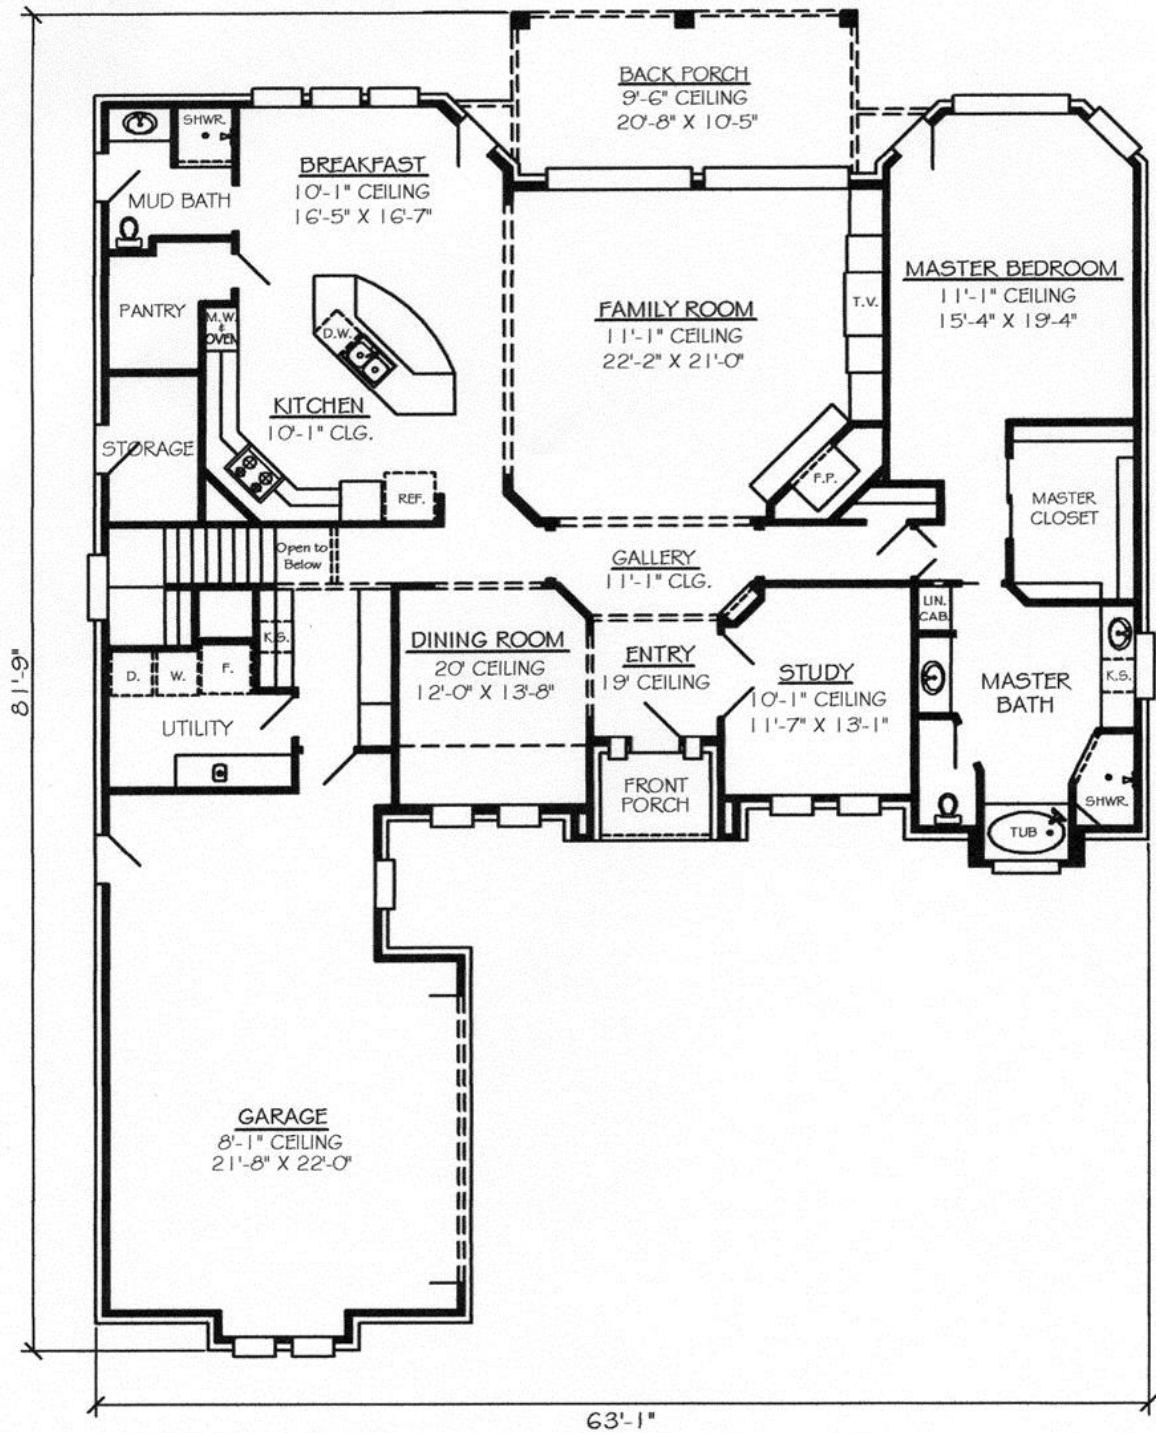 BACK PORCH
9'-6" CEILING
20'-8" X 10'-5"
SHWR.
BREAKFAST
10'-1" CEILING
16'-5" X 16'-7"
MUD BATH
MASTER BEDROOM
11'-1" CEILING
15'-4" X 19'-4"
PANTRY
M.W.
&
OVEN
D.W.
FAMILY ROOM
11'-1" CEILING
22'-2" X 21'-0"
T.V.
KITCHEN
10'-1" CLG.
STORAGE
REF.
F.P.
MASTER
CLOSET
Open to
Below
GALLERY
11'-1" CLG.
LIN.
CAB.
K.S.
DINING ROOM
20' CEILING
12'-0" X 13'-8"
ENTRY
19' CEILING
STUDY
10'-1" CEILING
11'-7" X 13'-1"
MASTER
BATH
K.S.
D.
W.
F.
UTILITY
FRONT
PORCH
SHWR.
TUB
81'-9"
GARAGE
8'-1" CEILING
21'-8" X 22'-0"
63'-1"